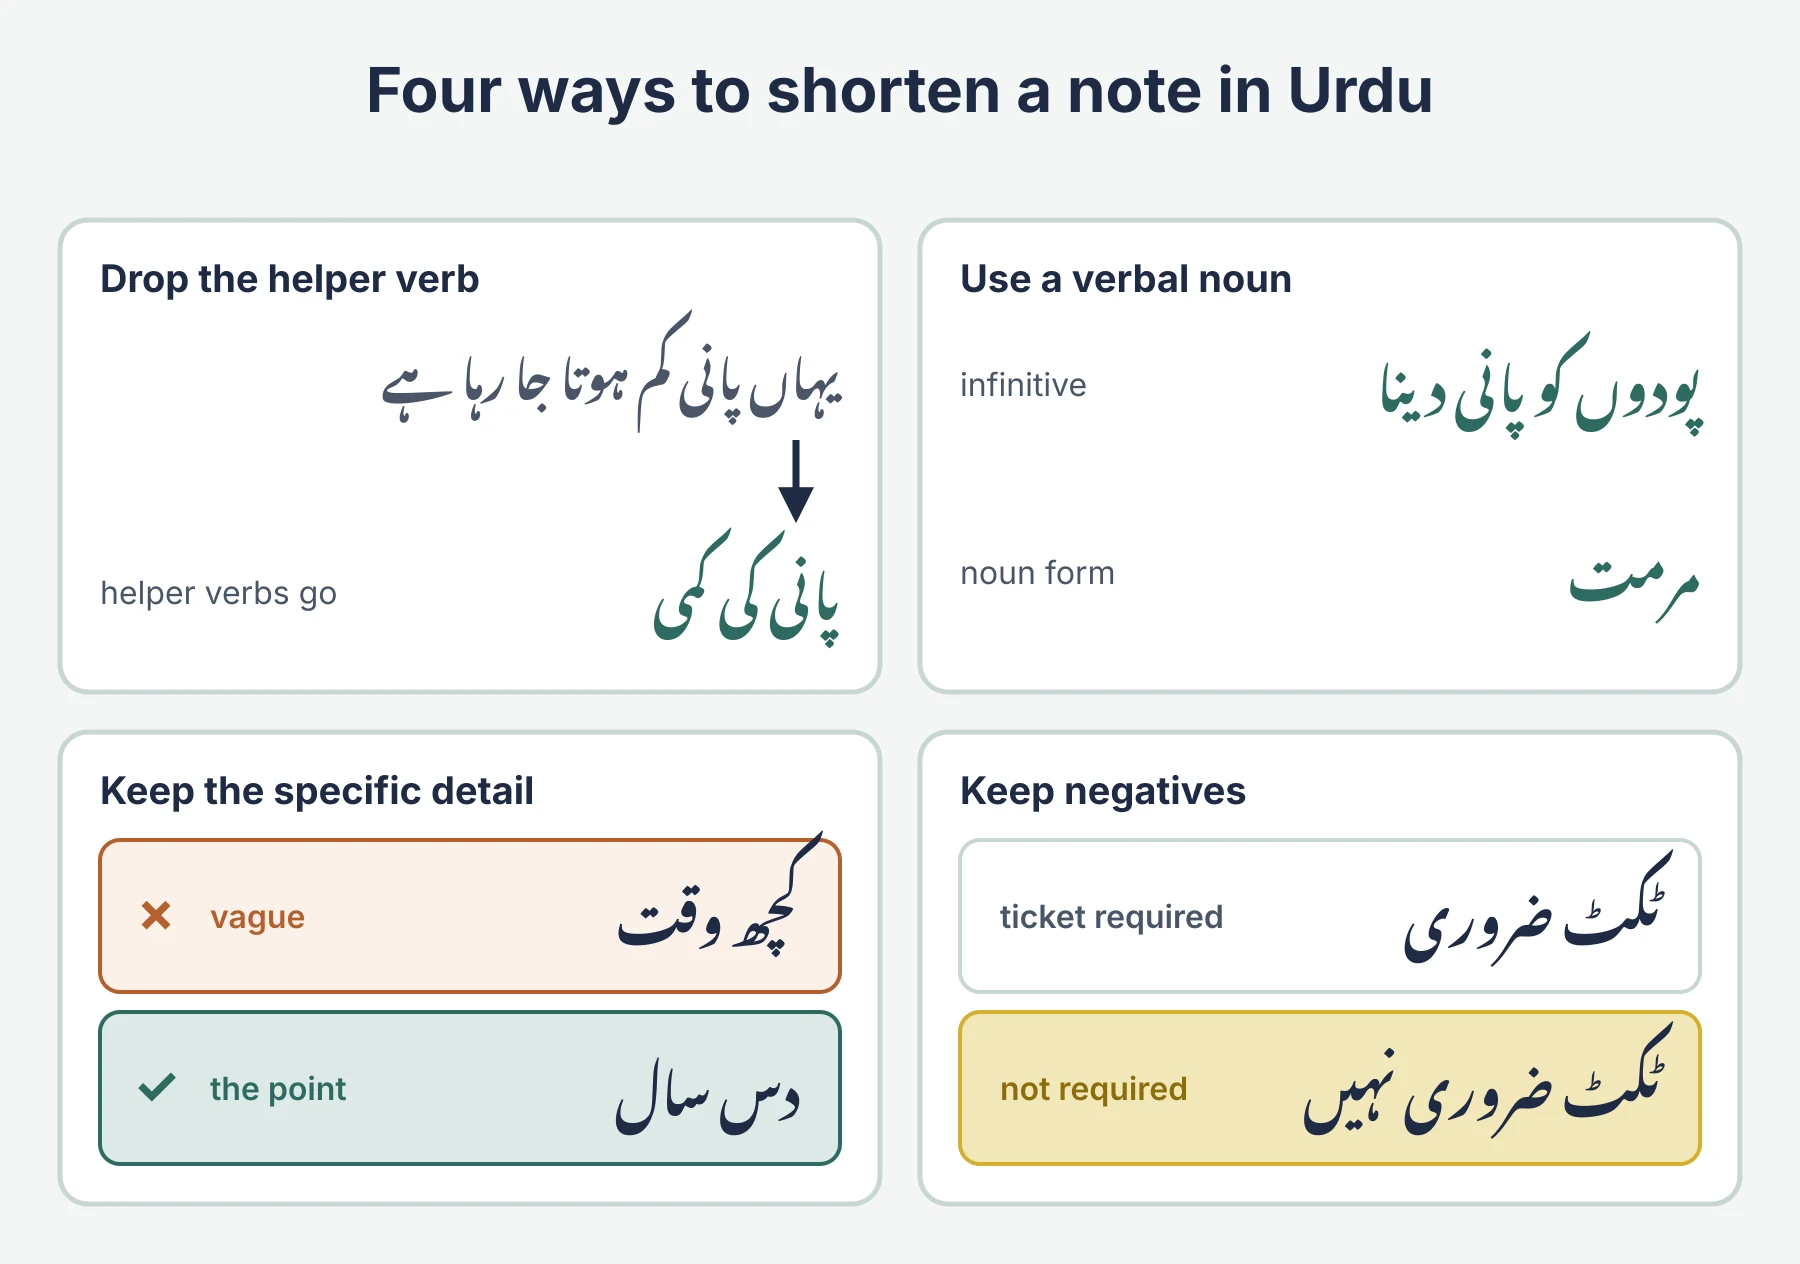 Four ways to shorten a note in Urdu
Drop the helper verb
یہاں پانی کم ہوتا جا رہا ہے
helper verbs go
پانی کی کمی
Use a verbal noun
infinitive
پودوں کو پانی دینا
noun form
مرمت
Keep the specific detail
vague
کچھ وقت
the point
دس سال
Keep negatives
ticket required
ٹکٹ ضروری
not required
ٹکٹ ضروری نہیں